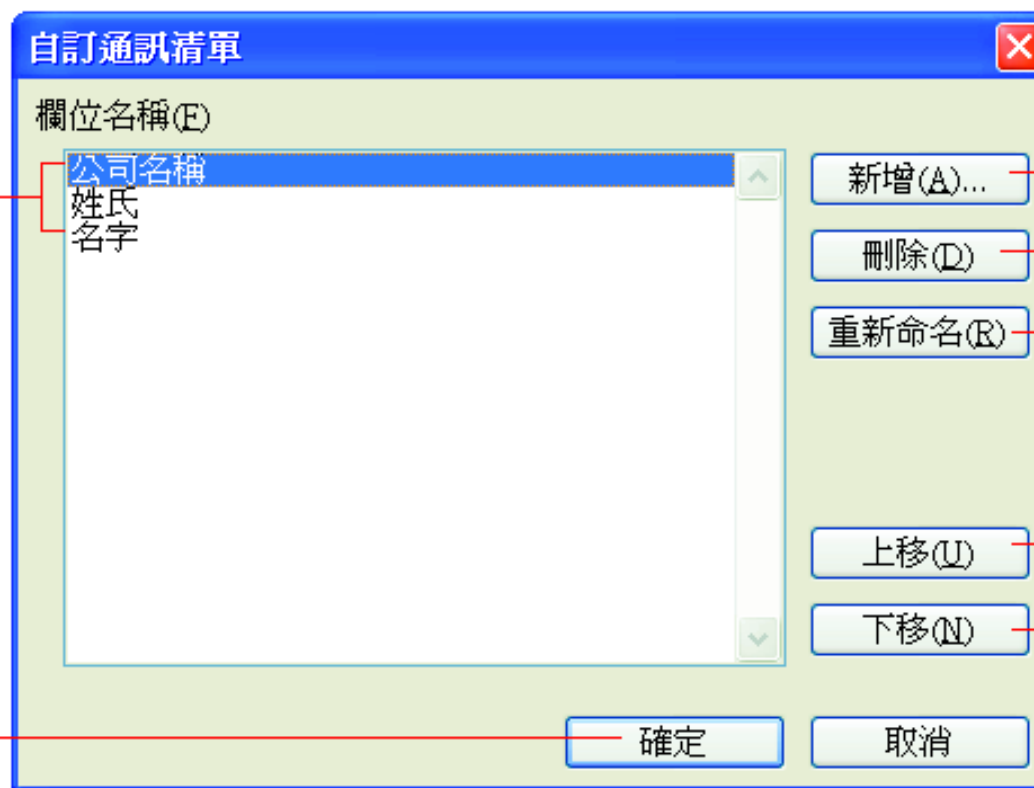 自訂通訊清單
欄位名稱(F)
公司名稱
姓氏
名字
新增(A)...
刪除(D)
重新命名(R)
上移(U)
下移(N)
確定
取消